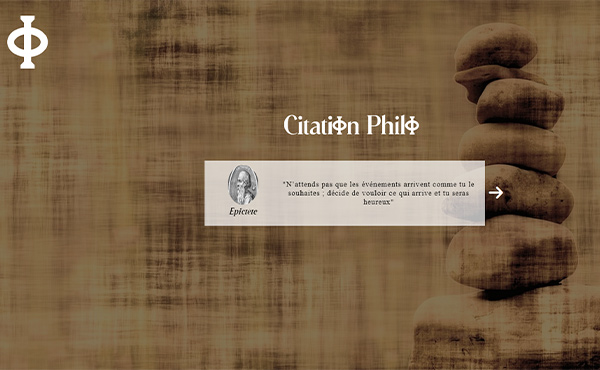 Φ
CitatiΦn PhilΦ
"N'attends pas que les événements arrivent comme tu le
souhaites ; décide de vouloir ce qui arrive et tu seras
heureux"
Epictete